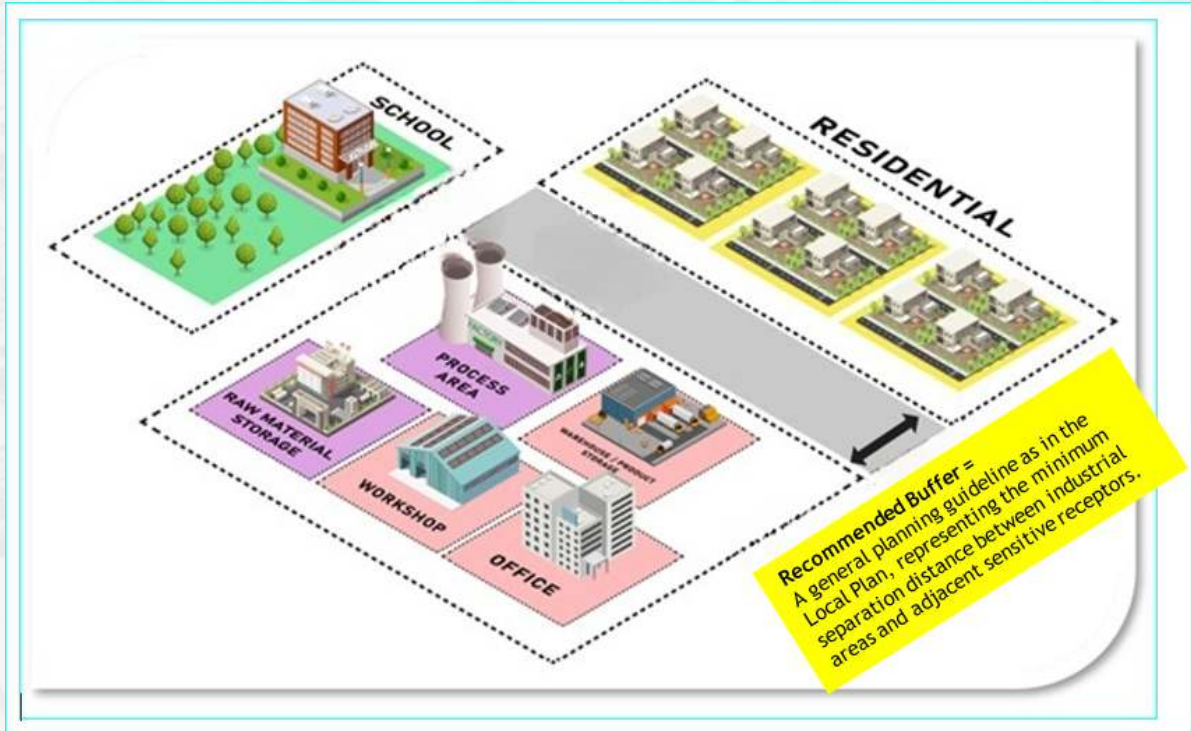 SCHOOL
RESIDENTIAL
FACTORY
PROCESS
AREA
RAW MATERIAL
STORAGE
WAREHOUSE / PRODUCT
STORAGE
WORKSHOP
OFFICE
Recommended Buffer =
A general planning guideline as in the
Local Plan, representing the minimum
separation distance between industrial
areas and adjacent sensitive receptors.